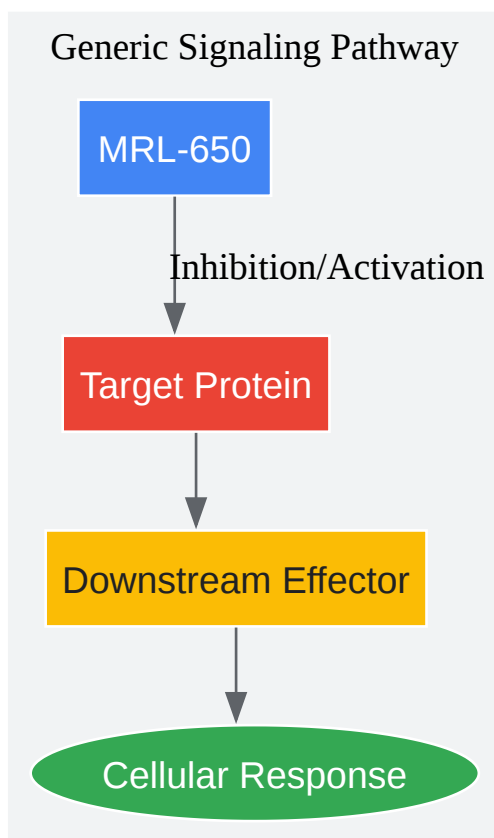 Generic Signaling Pathway
MRL-650
Inhibition/Activation
Target Protein
Downstream Effector
Cellular Response